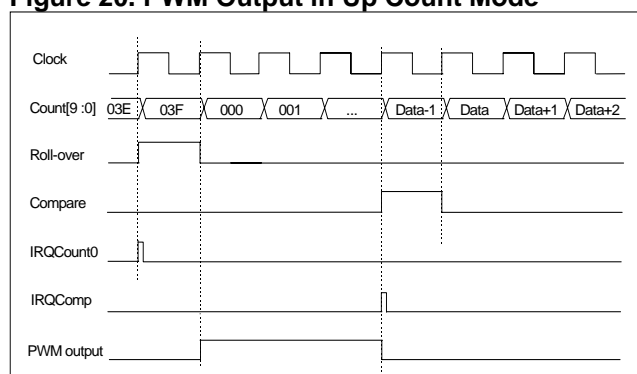 Figure 20. PWM Output in Up Count Mode
Clock
Count[9 :0] 03E 03F 000 001 ... Data-1 Data Data+1 Data+2
Roll-over
Compare
IRQCount0
IRQComp
PWM output